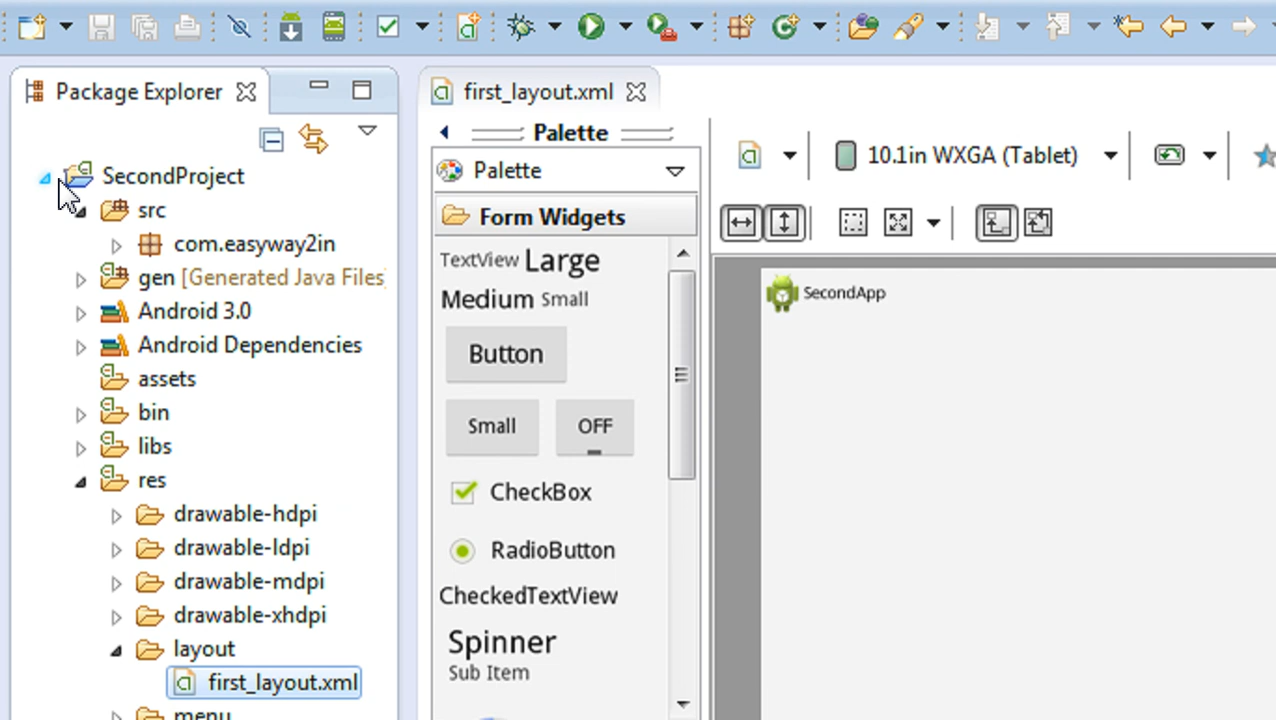 Package Explorer
first_layout.xml
Palette
SecondProject
Palette
10.1in WXGA (Tablet)
src
Form Widgets
com.easyway2in
TextView Large
gen [Generated Java Files]
Medium Small
SecondApp
Android 3.0
Button
Android Dependencies
assets
bin
Small
OFF
libs
res
CheckBox
drawable-hdpi
drawable-ldpi
RadioButton
drawable-mdpi
CheckedTextView
drawable-xhdpi
Spinner
layout
Sub Item
first_layout.xml
menu